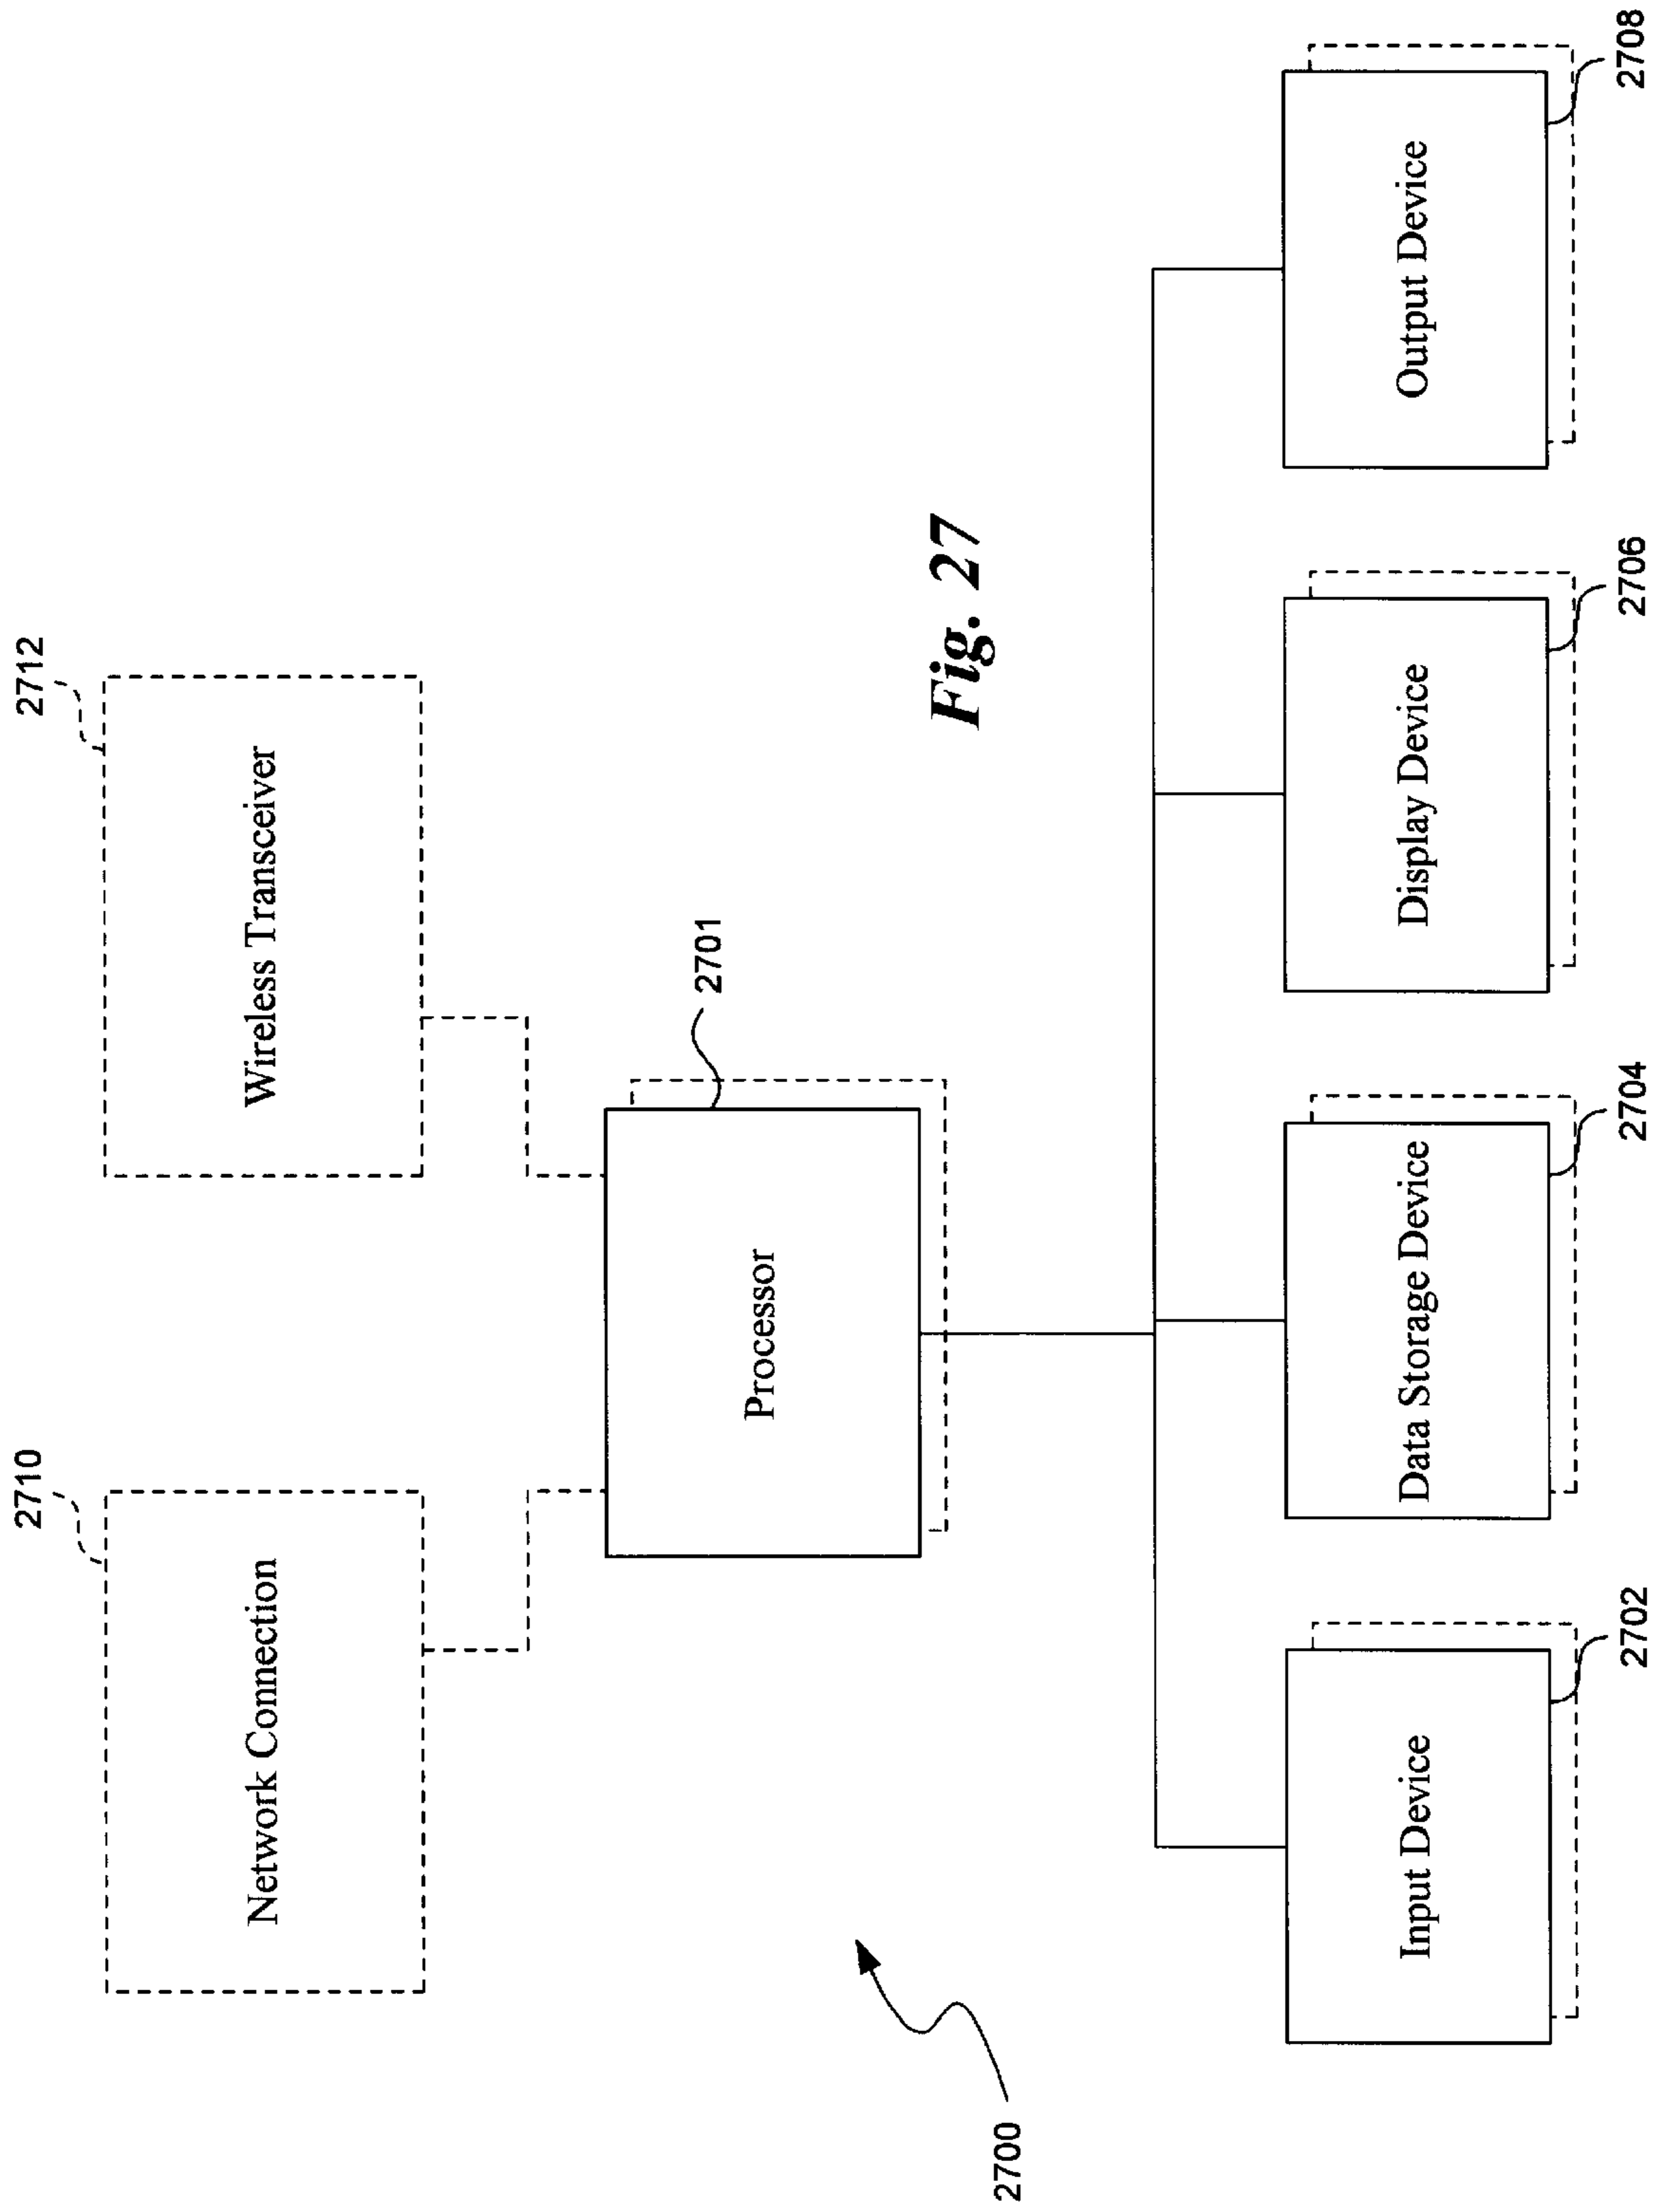 2710
2712
Network Connection
Wireless Transceiver
2701
Processor
Fig. 27
2700
Input Device
Data Storage Device
Display Device
Output Device
2702
2704
2706
2708